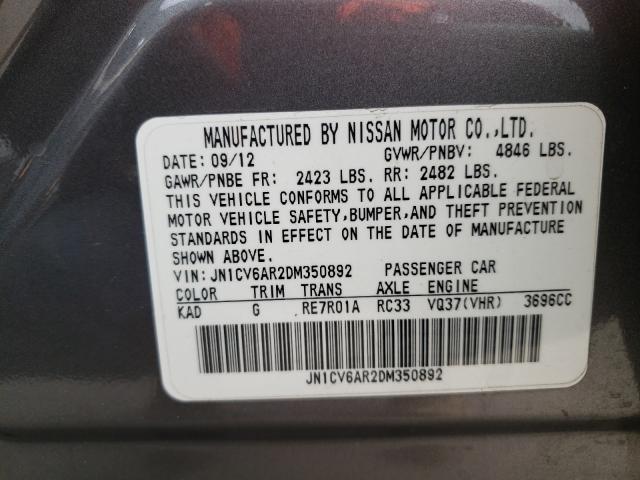 MANUFACTURED BY NISSAN MOTOR CO.,LTD.
DATE: 09/12 GVWR/PNBV: 4846 LBS.
GAWR/PNBE FR: 2423 LBS. RR: 2482 LBS.
THIS VEHICLE CONFORMS TO ALL APPLICABLE FEDERAL
MOTOR VEHICLE SAFETY,BUMPER,AND THEFT PREVENTION
STANDARDS IN EFFECT ON THE DATE OF MANUFACTURE
SHOWN ABOVE.
VIN: JN1CV6AR2DM350892 PASSENGER CAR
COLOR TRIM TRANS AXLE ENGINE
KAD G RE7R01A RC33 VQ37(VHR) 3696CC
JN1CV6AR2DM350892